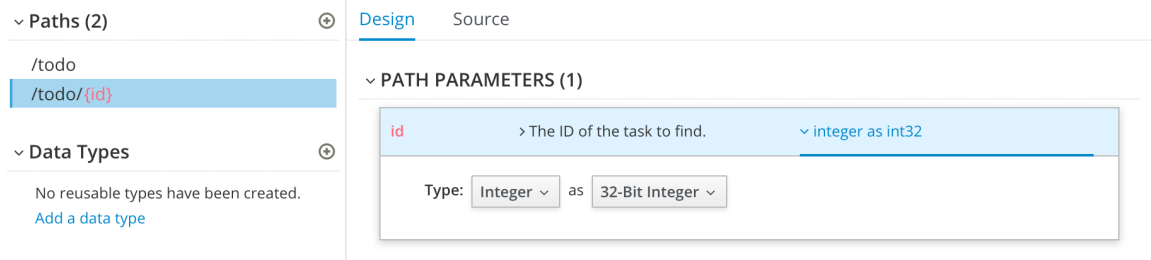 Paths (2)
/todo
/todo/{id}
Data Types
No reusable types have been created.
Add a data type
Design Source
PATH PARAMETERS (1)
id The ID of the task to find. integer as int32
Type: Integer as 32-Bit Integer